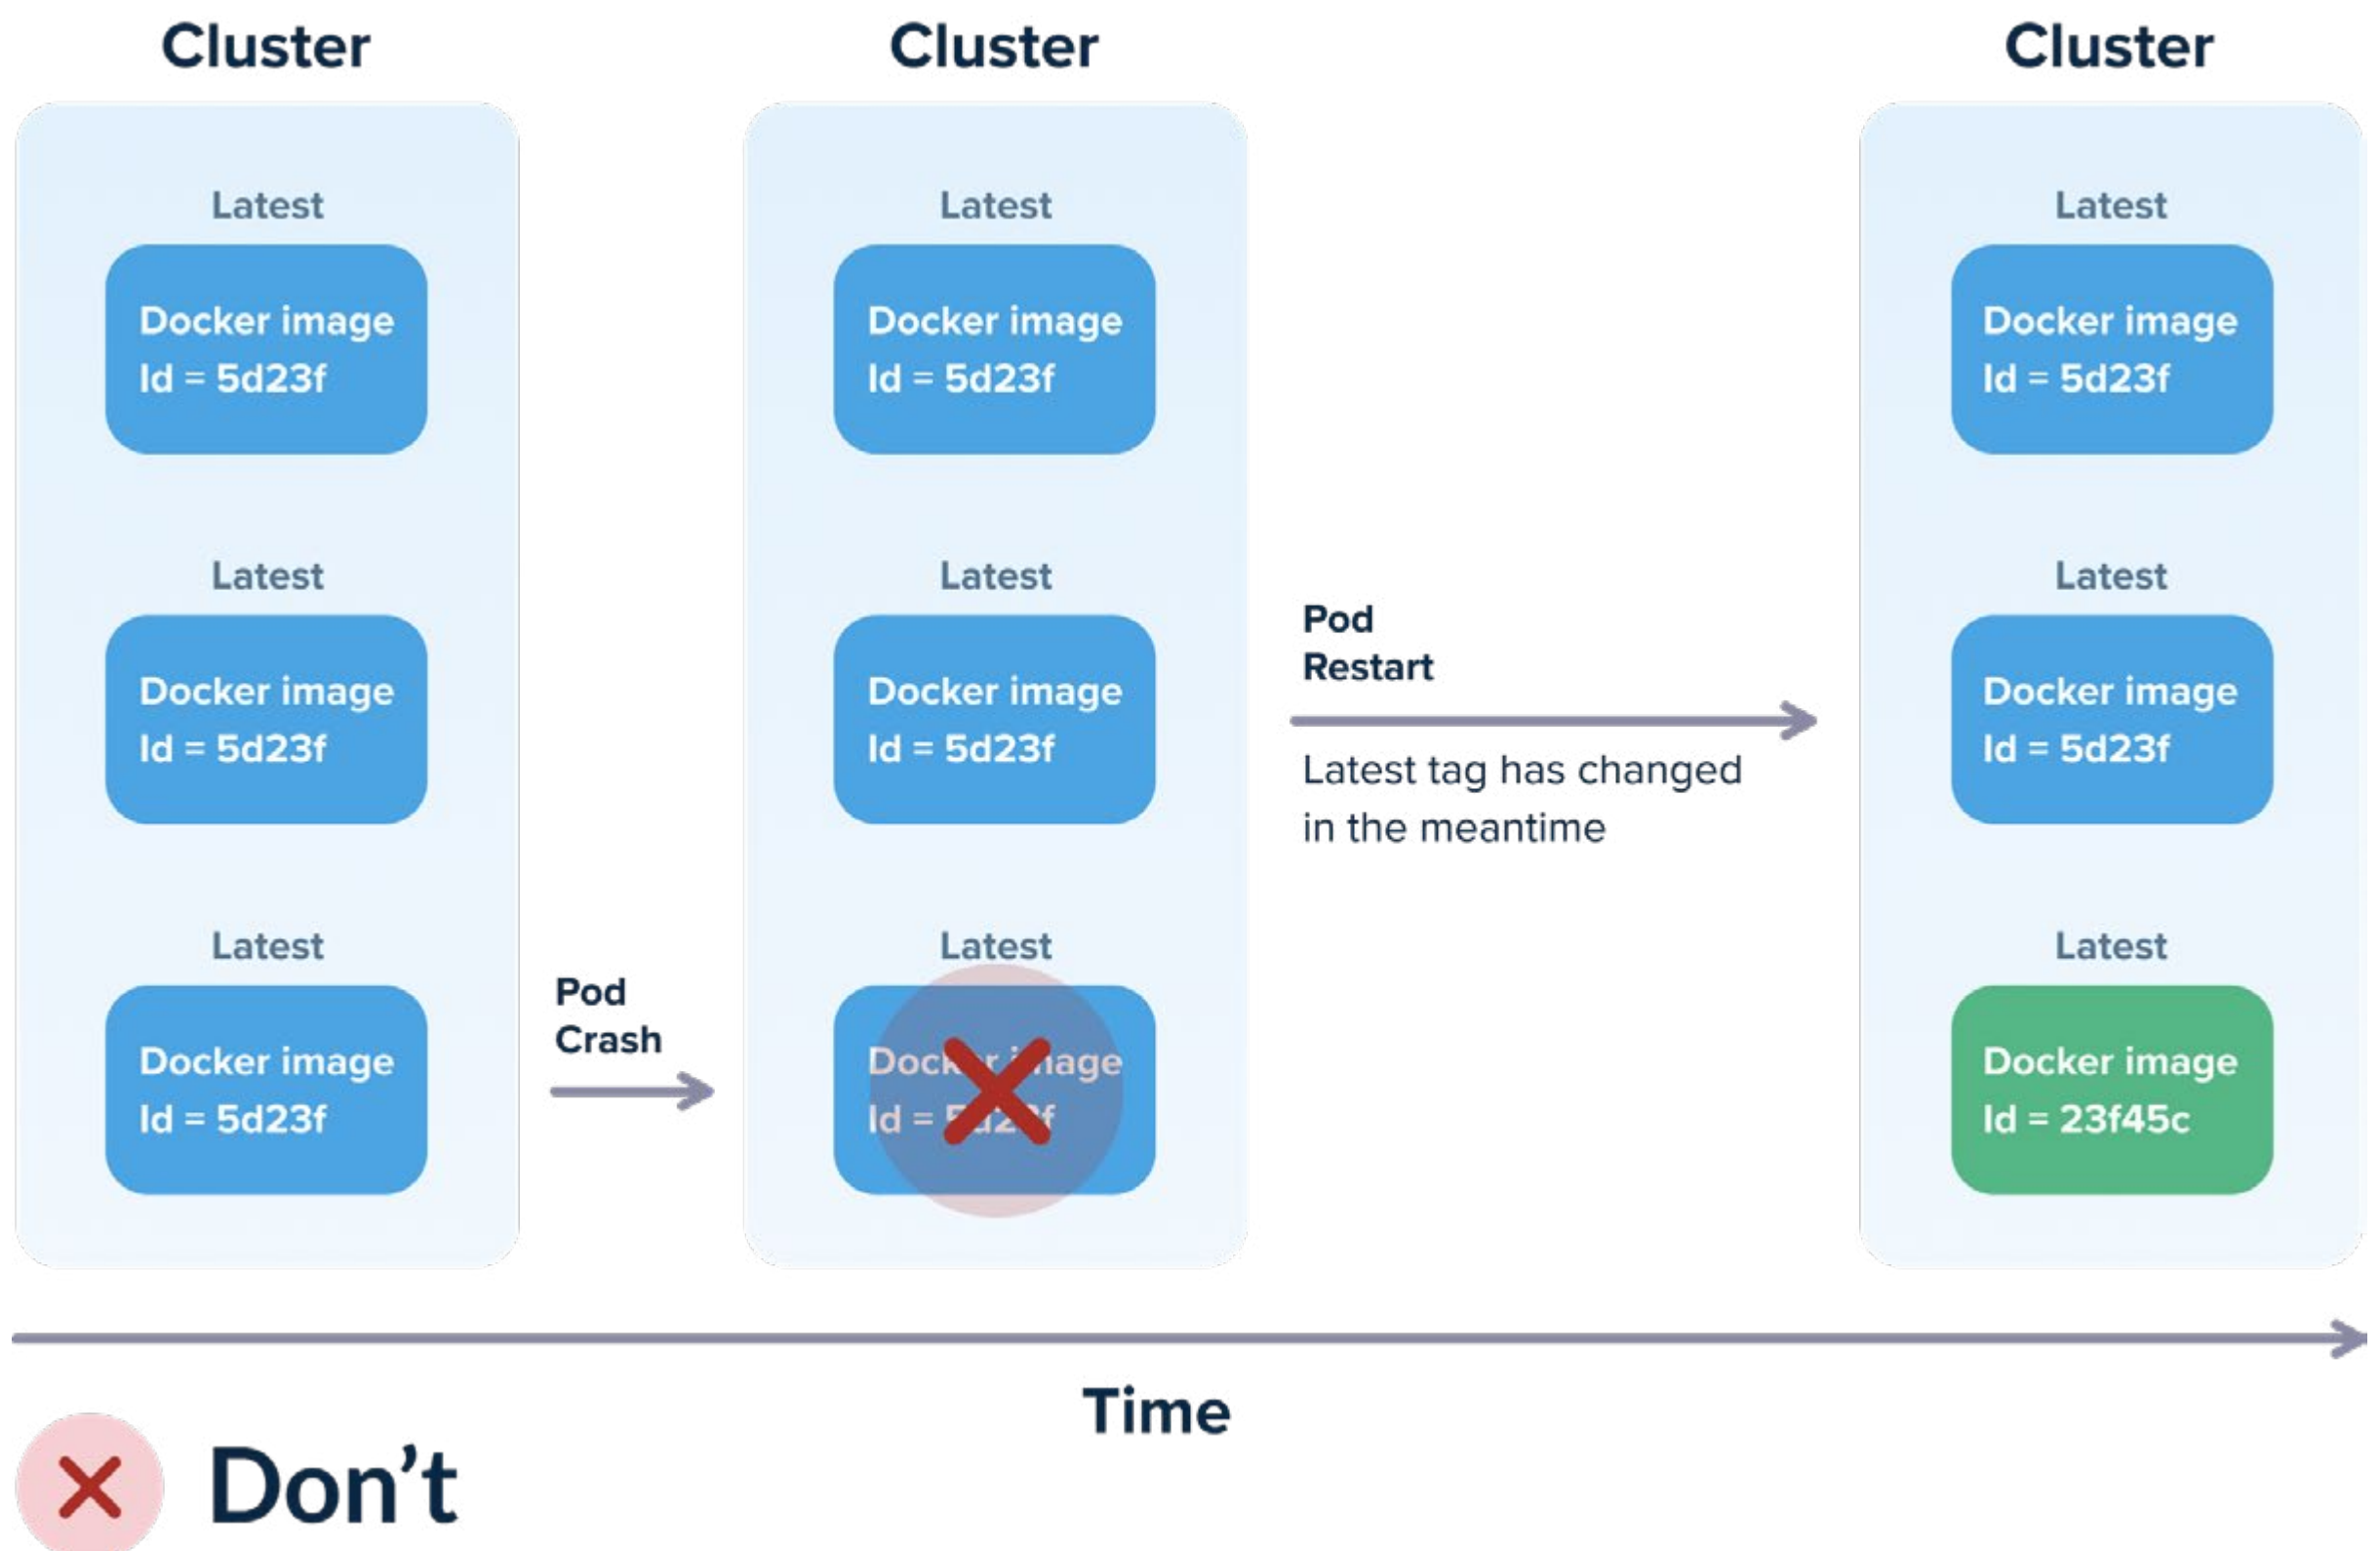 Cluster
Latest
Docker image
Id = 5d23f
Latest
Docker image
Id = 5d23f
Latest
Docker image
Id = 5d23f
Pod
Crash
Cluster
Latest
Docker image
Id = 5d23f
Latest
Docker image
Id = 5d23f
Latest
Docker image
Id = 5d23f
Pod
Restart
Latest tag has changed
in the meantime
Cluster
Latest
Docker image
Id = 5d23f
Latest
Docker image
Id = 5d23f
Latest
Docker image
Id = 23f45c
Time
Don’t